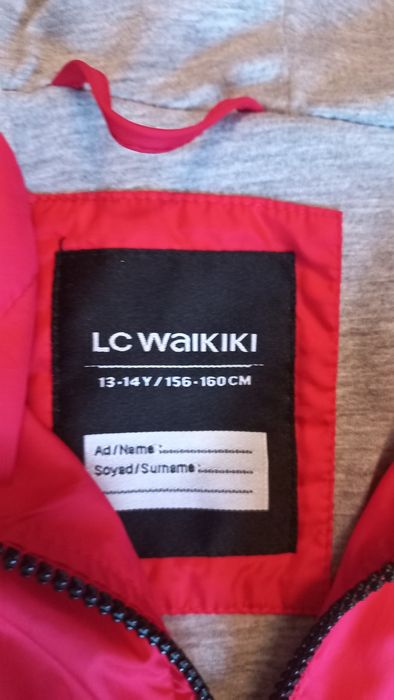 LC WAIKIKI
13-14Y/156-160CM
Ad/Name :....................
Soyad/Surname :..............